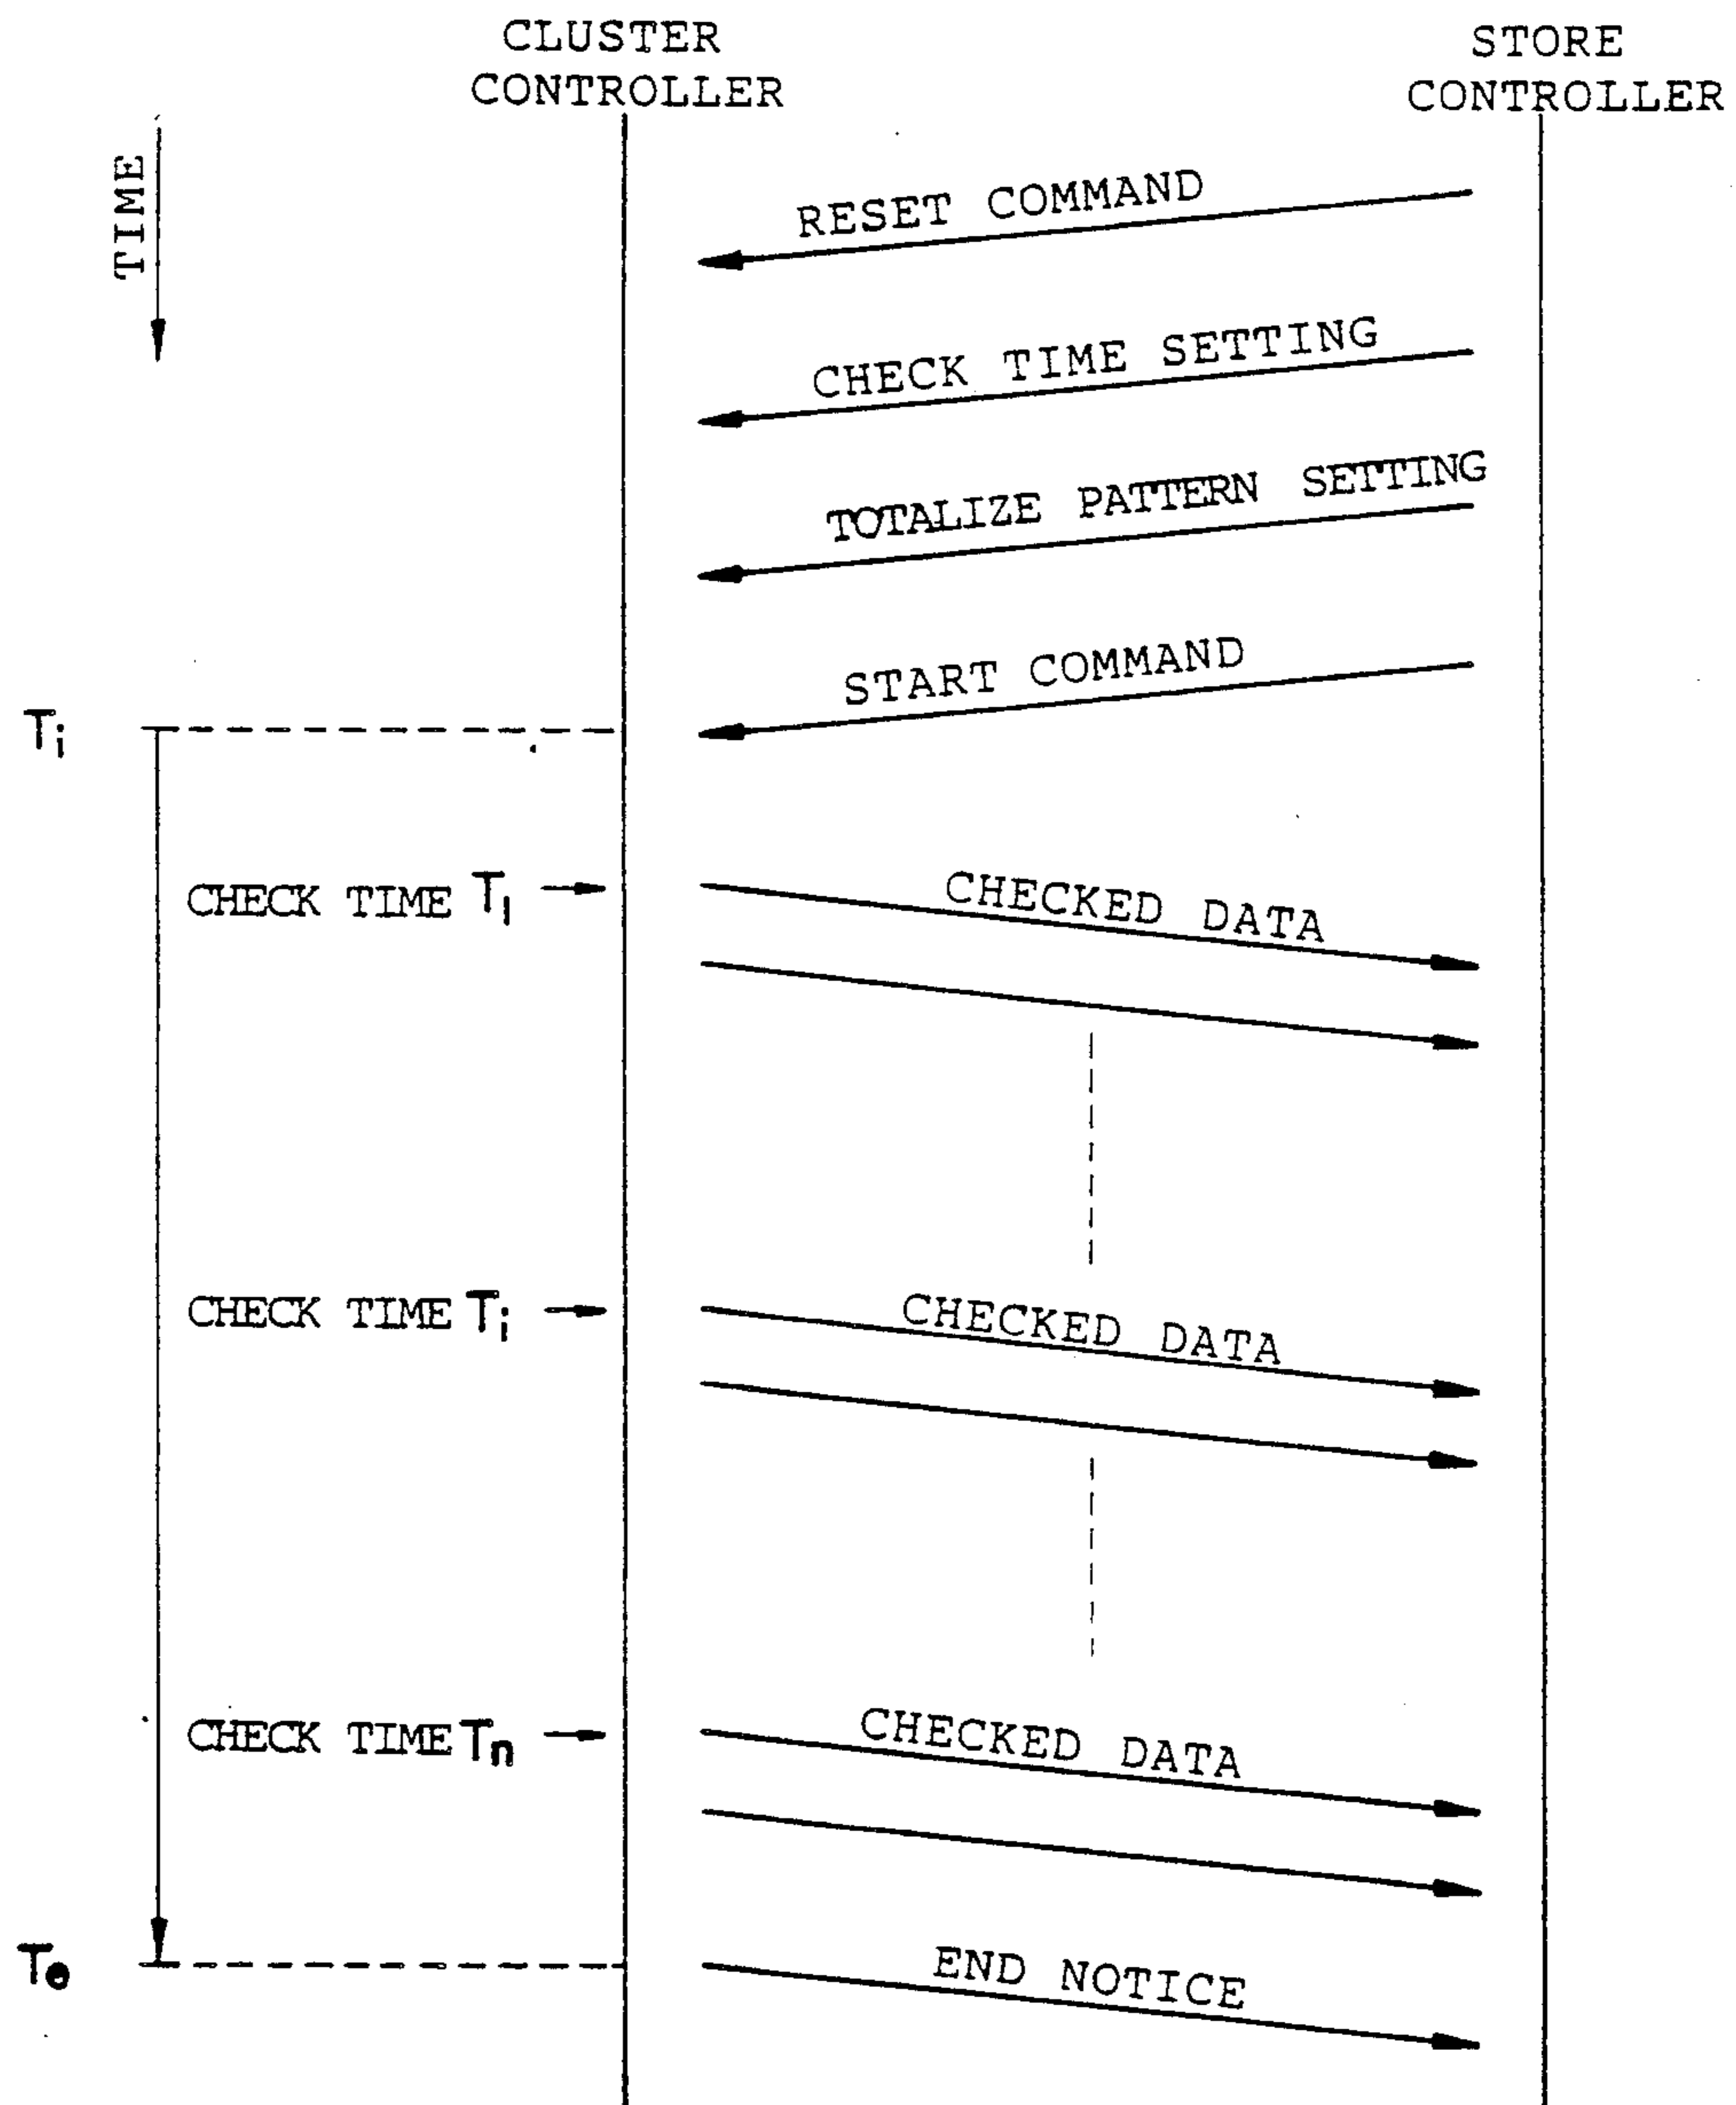 CLUSTER
CONTROLLER
STORE
CONTROLLER
TIME
RESET COMMAND
CHECK TIME SETTING
TOTALIZE PATTERN SETTING
START COMMAND
Ti
CHECK TIME T1
CHECKED DATA
CHECK TIME Ti
CHECKED DATA
CHECK TIME Tn
CHECKED DATA
Te
END NOTICE